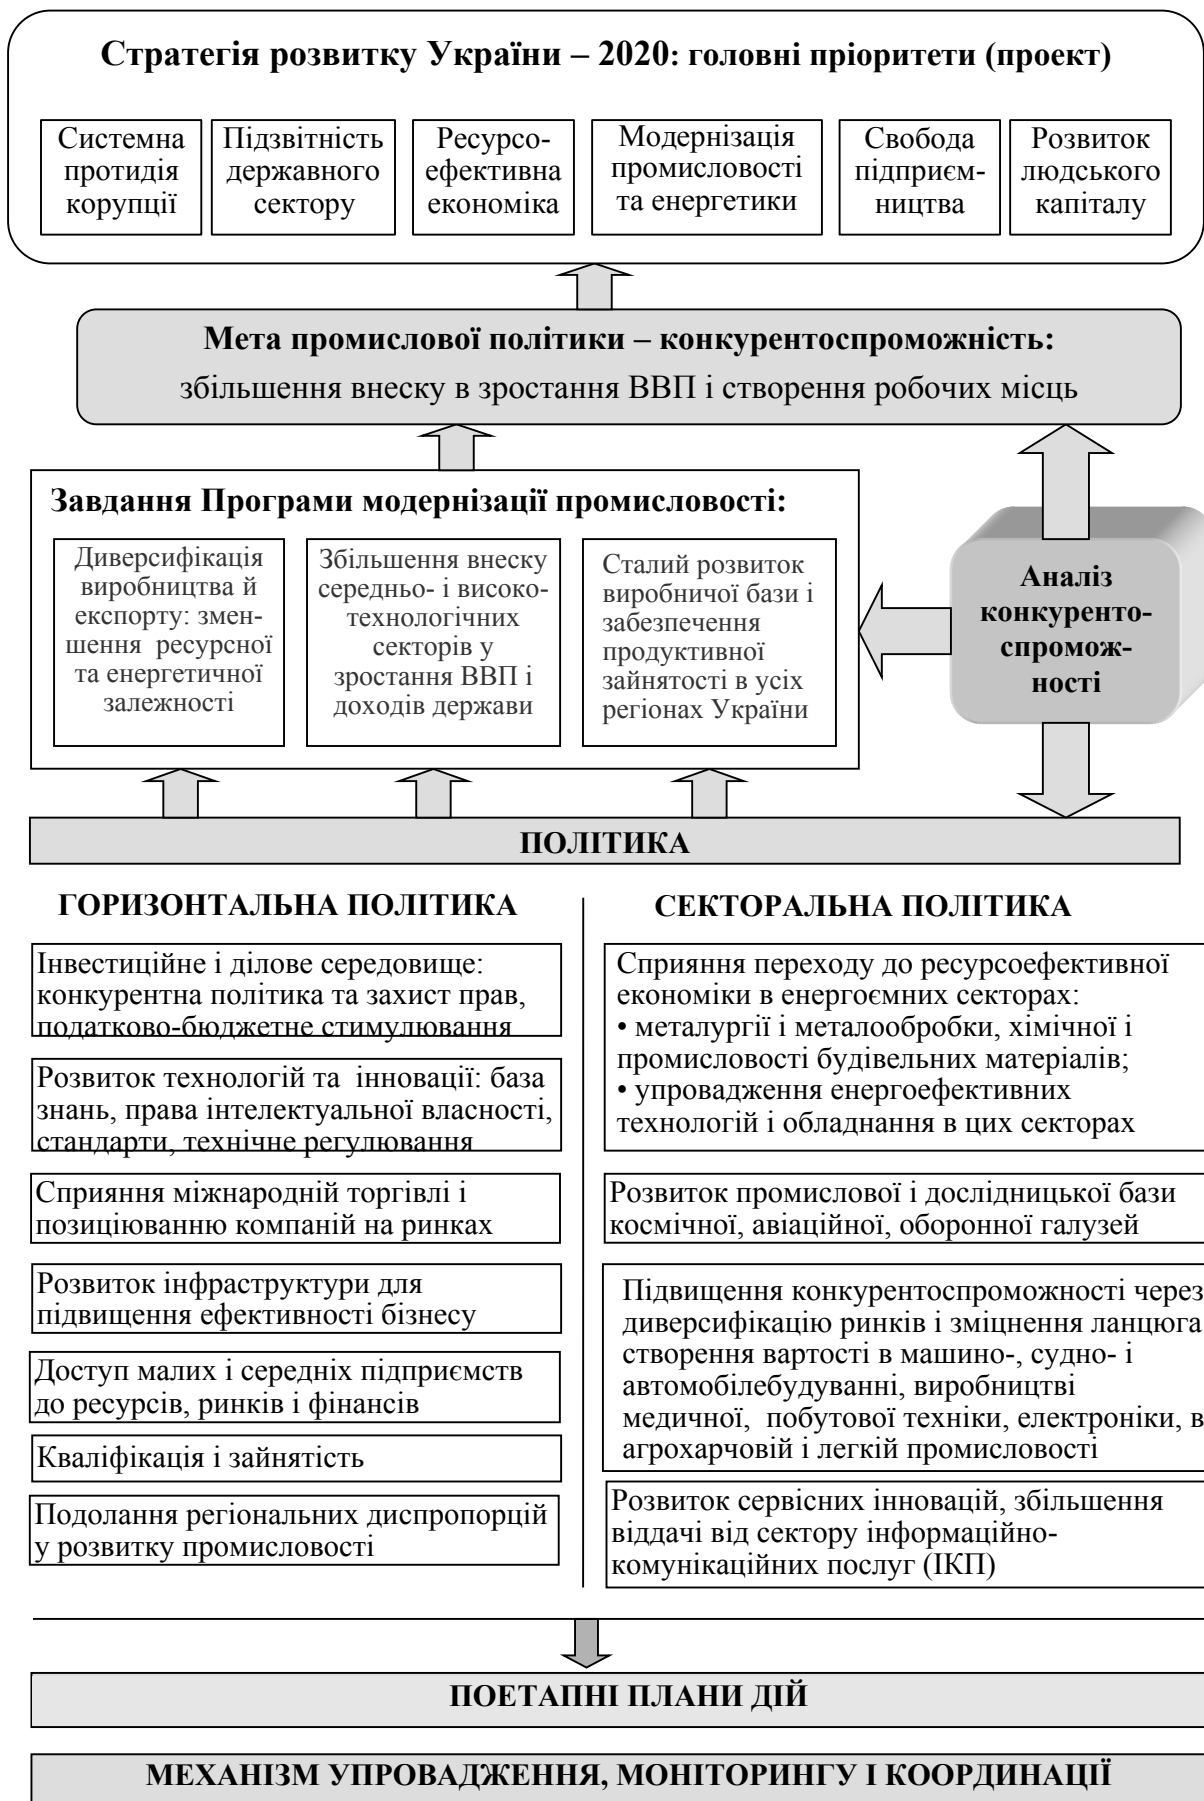 Стратегія розвитку України – 2020: головні пріоритети (проект)
Системна
протидія
корупції
Підзвітність
державного
сектору
Ресурсо-
ефективна
економіка
Модернізація
промисловості
та енергетики
Свобода
підприєм-
ництва
Розвиток
людського
капіталу
Мета промислової політики – конкурентоспроможність:
збільшення внеску в зростання ВВП і створення робочих місць
Завдання Програми модернізації промисловості:
Диверсифікація
виробництва й
експорту: змен-
шення ресурсної
та енергетичної
залежності
Збільшення внеску
середньо- і високо-
технологічних
секторів у
зростання ВВП і
доходів держави
Сталий розвиток
виробничої бази і
забезпечення
продуктивної
зайнятості в усіх
регіонах України
Аналіз
конкуренто-
спромож-
ності
ПОЛІТИКА
ГОРИЗОНТАЛЬНА ПОЛІТИКА
Інвестиційне і ділове середовище:
конкурентна політика та захист прав,
податково-бюджетне стимулювання
Розвиток технологій та інновації: база
знань, права інтелектуальної власності,
стандарти, технічне регулювання
Сприяння міжнародній торгівлі і
позиціюванню компаній на ринках
Розвиток інфраструктури для
підвищення ефективності бізнесу
Доступ малих і середніх підприємств
до ресурсів, ринків і фінансів
Кваліфікація і зайнятість
Подолання регіональних диспропорцій
у розвитку промисловості
СЕКТОРАЛЬНА ПОЛІТИКА
Сприяння переходу до ресурсоефективної
економіки в енергоємних секторах:
• металургії і металообробки, хімічної і
промисловості будівельних матеріалів;
• упровадження енергоефективних
технологій і обладнання в цих секторах
Розвиток промислової і дослідницької бази
космічної, авіаційної, оборонної галузей
Підвищення конкурентоспроможності через
диверсифікацію ринків і зміцнення ланцюга
створення вартості в машино-, судно- і
автомобілебудуванні, виробництві
медичної, побутової техніки, електроніки, в
агрохарчовій і легкій промисловості
Розвиток сервісних інновацій, збільшення
віддачі від сектору інформаційно-
комунікаційних послуг (ІКП)
ПОЕТАПНІ ПЛАНИ ДІЙ
МЕХАНІЗМ УПРОВАДЖЕННЯ, МОНІТОРИНГУ І КООРДИНАЦІЇ